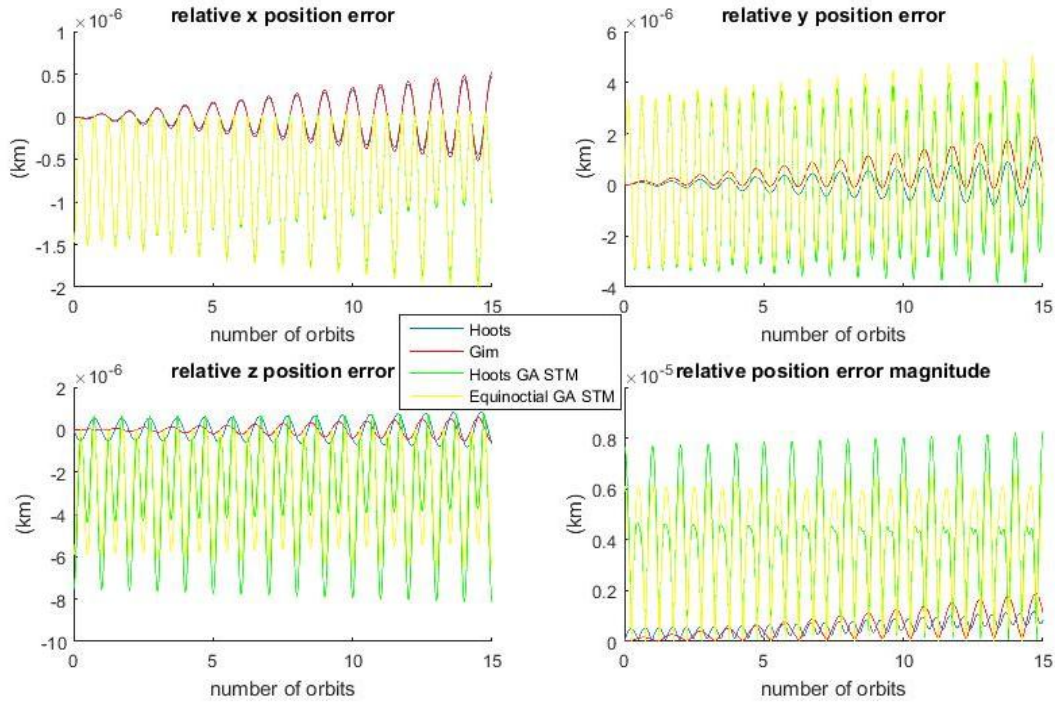 relative x position error
×10-6
1
0.5
0
-0.5
-1
-1.5
-2
(km)
0 5 10 15
number of orbits
relative y position error
×10-6
6
4
2
0
-2
-4
(km)
0 5 10 15
number of orbits
Hoots
Gim
Hoots GA STM
Equinoctial GA STM
relative z position error
×10-6
2
0
-2
-4
-6
-8
-10
(km)
0 5 10 15
number of orbits
relative position error magnitude
×10-5
0.8
0.6
0.4
0.2
0
(km)
0 5 10 15
number of orbits